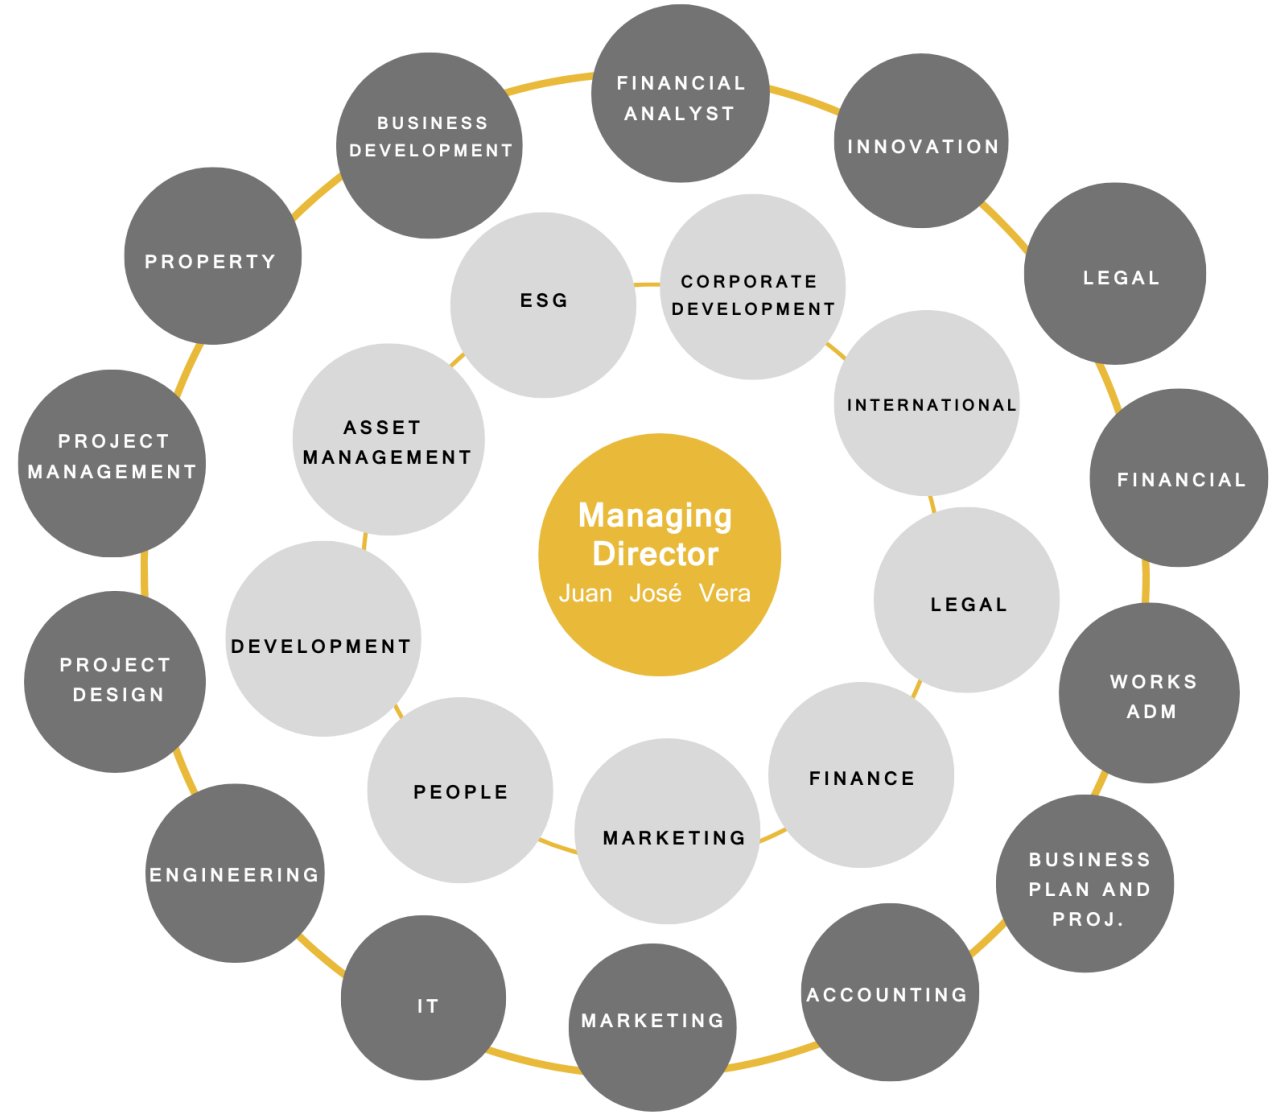 FINANCIAL
ANALYST
BUSINESS
DEVELOPMENT
INNOVATION
PROPERTY
LEGAL
ESG
CORPORATE
DEVELOPMENT
INTERNATIONAL
ASSET
MANAGEMENT
PROJECT
MANAGEMENT
FINANCIAL
Managing
Director
Juan José Vera
LEGAL
DEVELOPMENT
PROJECT
DESIGN
WORKS
ADM
PEOPLE
FINANCE
MARKETING
ENGINEERING
BUSINESS
PLAN AND
PROJ.
IT
MARKETING
ACCOUNTING